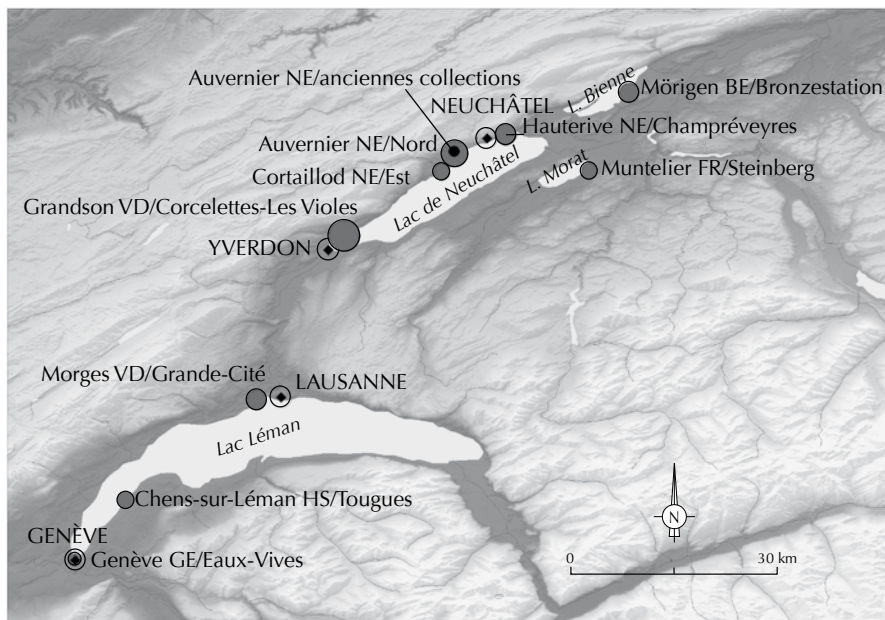 Auvernier NE/anciennes collections
L. Bienne
Mörigen BE/Bronzestation
NEUCHÂTEL
Hauterive NE/Champréveyres
Auvernier NE/Nord
Cortaillod NE/Est
L. Morat
Muntelier FR/Steinberg
Lac de Neuchâtel
Grandson VD/Corcelettes-Les Violes
YVERDON
Morges VD/Grande-Cité
LAUSANNE
Lac Léman
Chens-sur-Léman HS/Tougues
N
GENÈVE
Genève GE/Eaux-Vives
0 30 km